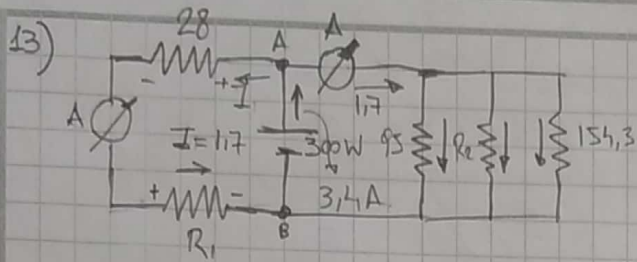 13)
28
A
A
- + I
1,7
A
I=1,7
300W
95
R2
154,3
+ -
3,4A
R1
B